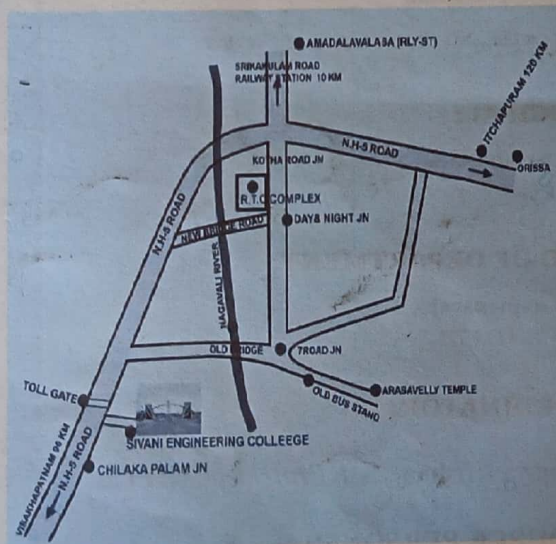 AMADALAVALASA (RLY-ST)
SRIKAKULAM ROAD
RAILWAY STATION 10 KM
ITCHAPURAM 120 KM
N.H-5 ROAD
ORISSA
KOTHA ROAD JN
R.T.C COMPLEX
NEW BRIDGE ROAD
DAY& NIGHT JN
N.H-5 ROAD
NAGAVALI RIVER
OLD BRIDGE
7ROAD JN
ARASAVELLY TEMPLE
OLD BUS STAND
TOLL GATE
SIVANI ENGINEERING COLLEEGE
VISAKHAPATNAM 94 KM
N.H-5 ROAD
CHILAKA PALAM JN